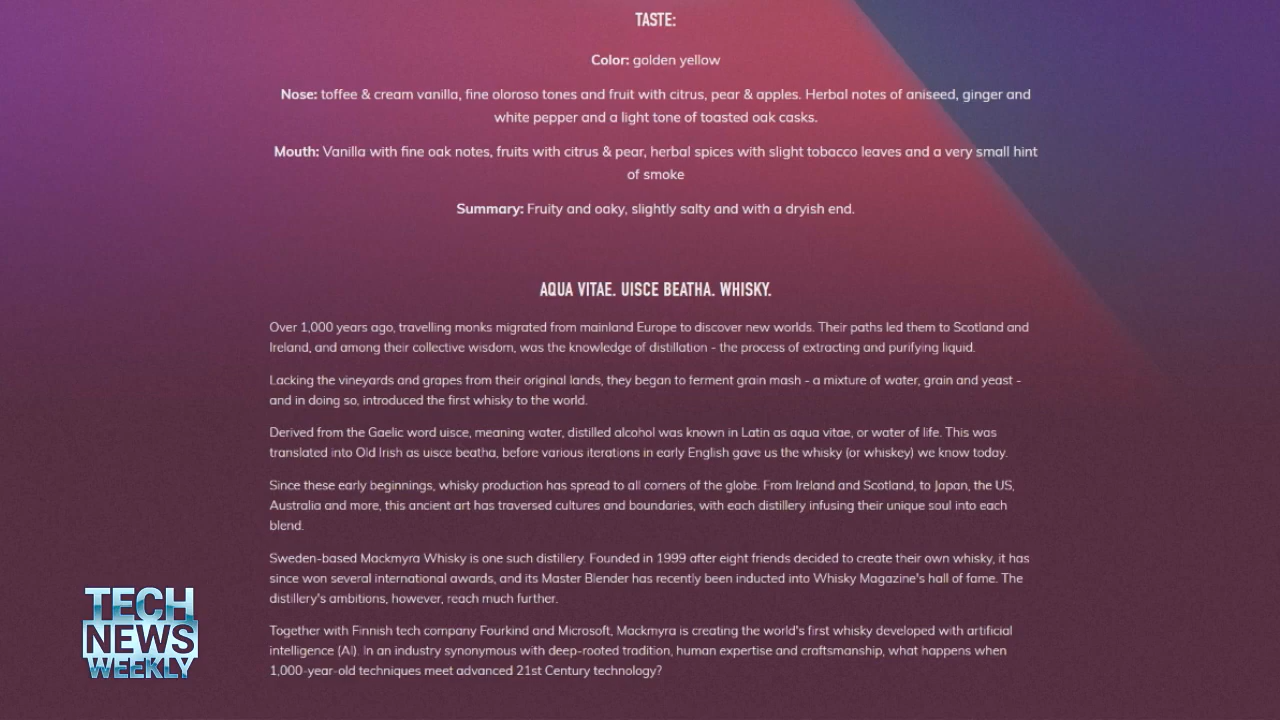 TASTE:
Color: golden yellow
Nose: toffee & cream vanilla, fine oloroso tones and fruit with citrus, pear & apples. Herbal notes of aniseed, ginger and
white pepper and a light tone of toasted oak casks.
Mouth: Vanilla with fine oak notes, fruits with citrus & pear, herbal spices with slight tobacco leaves and a very small hint
of smoke
Summary: Fruity and oaky, slightly salty and with a dryish end.
AQUA VITAE. UISCE BEATHA. WHISKY.
Over 1,000 years ago, travelling monks migrated from mainland Europe to discover new worlds. Their paths led them to Scotland and
Ireland, and among their collective wisdom, was the knowledge of distillation - the process of extracting and purifying liquid.
Lacking the vineyards and grapes from their original lands, they began to ferment grain mash - a mixture of water, grain and yeast -
and in doing so, introduced the first whisky to the world.
Derived from the Gaelic word uisce, meaning water, distilled alcohol was known in Latin as aqua vitae, or water of life. This was
translated into Old Irish as uisce beatha, before various iterations in early English gave us the whisky (or whiskey) we know today.
Since these early beginnings, whisky production has spread to all corners of the globe. From Ireland and Scotland, to Japan, the US,
Australia and more, this ancient art has traversed cultures and boundaries, with each distillery infusing their unique soul into each
blend.
Sweden-based Mackmyra Whisky is one such distillery. Founded in 1999 after eight friends decided to create their own whisky, it has
since won several international awards, and its Master Blender has recently been inducted into Whisky Magazine's hall of fame. The
distillery's ambitions, however, reach much further.
Together with Finnish tech company Fourkind and Microsoft, Mackmyra is creating the world's first whisky developed with artificial
intelligence (AI). In an industry synonymous with deep-rooted tradition, human expertise and craftsmanship, what happens when
1,000-year-old techniques meet advanced 21st Century technology?
TECH
NEWS
WEEKLY